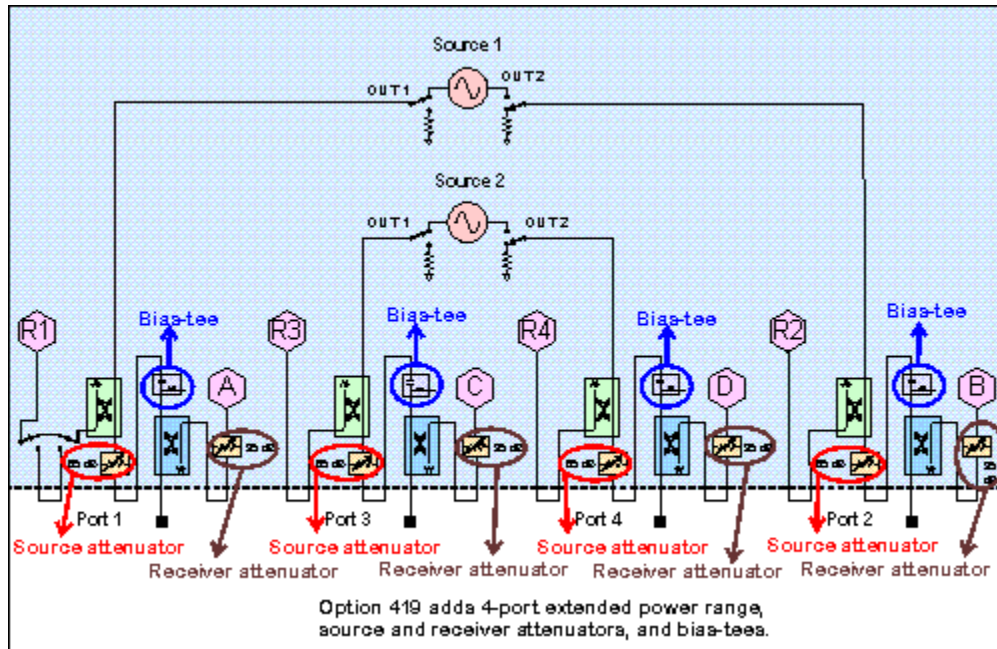 Source 1
OUT1
OUT2
Source 2
OUT1
OUT2
R1
Bias-tee
R3
Bias-tee
R4
Bias-tee
R2
Bias-tee
A
C
D
B
Port 1
Port 3
Port 4
Port 2
Source attenuator
Source attenuator
Source attenuator
Source attenuator
Receiver attenuator
Receiver attenuator
Receiver attenuator
Receiver attenuator
Option 419 adds 4-port extended power range,
source and receiver attenuators, and bias-tees.